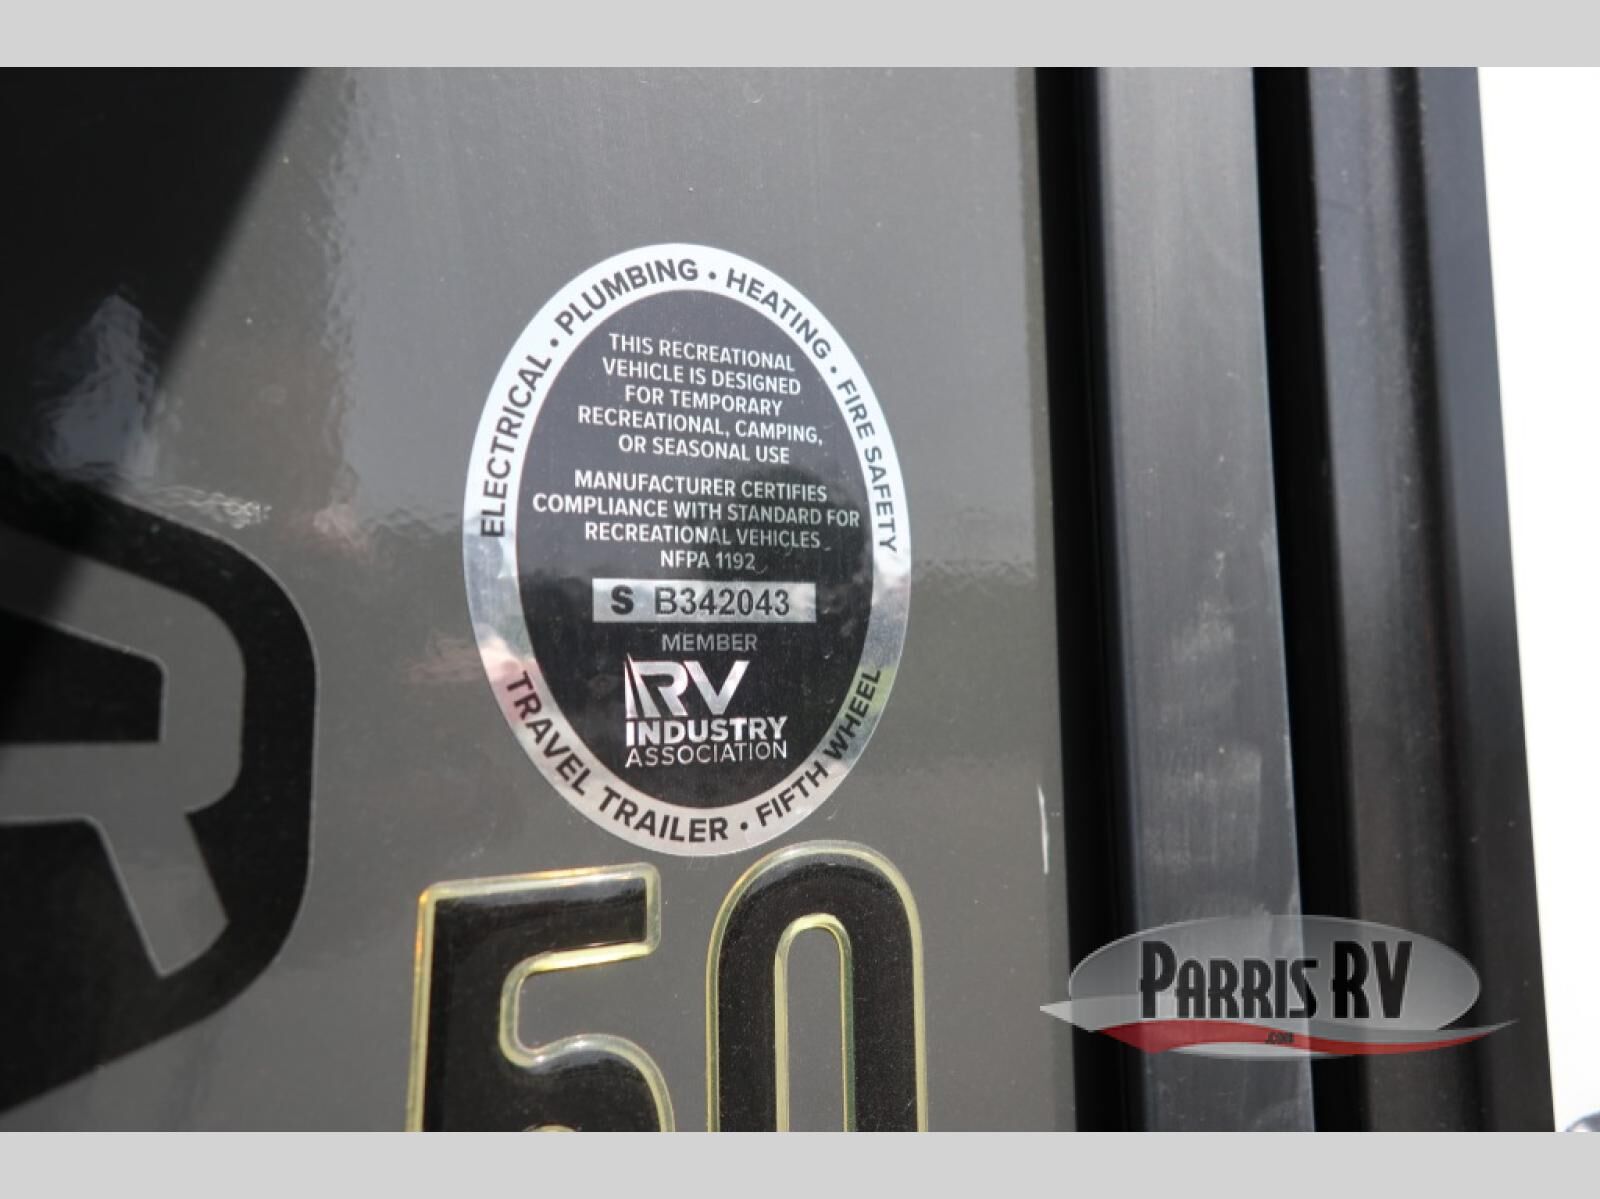 ELECTRICAL • PLUMBING • HEATING • FIRE SAFETY
THIS RECREATIONAL
VEHICLE IS DESIGNED
FOR TEMPORARY
RECREATIONAL, CAMPING,
OR SEASONAL USE
MANUFACTURER CERTIFIES
COMPLIANCE WITH STANDARD FOR
RECREATIONAL VEHICLES
NFPA 1192
S B342043
MEMBER
RV
INDUSTRY
ASSOCIATION
TRAVEL TRAILER • FIFTH WHEEL
50
PARRIS RV
.com